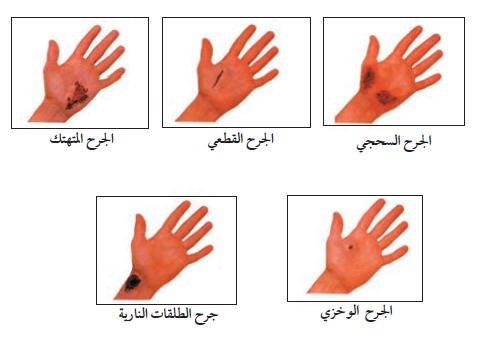 الجرح السحجي
الجرح القطعي
الجرح المتهتك
الجرح الوخزي
جرح الطلقات النارية